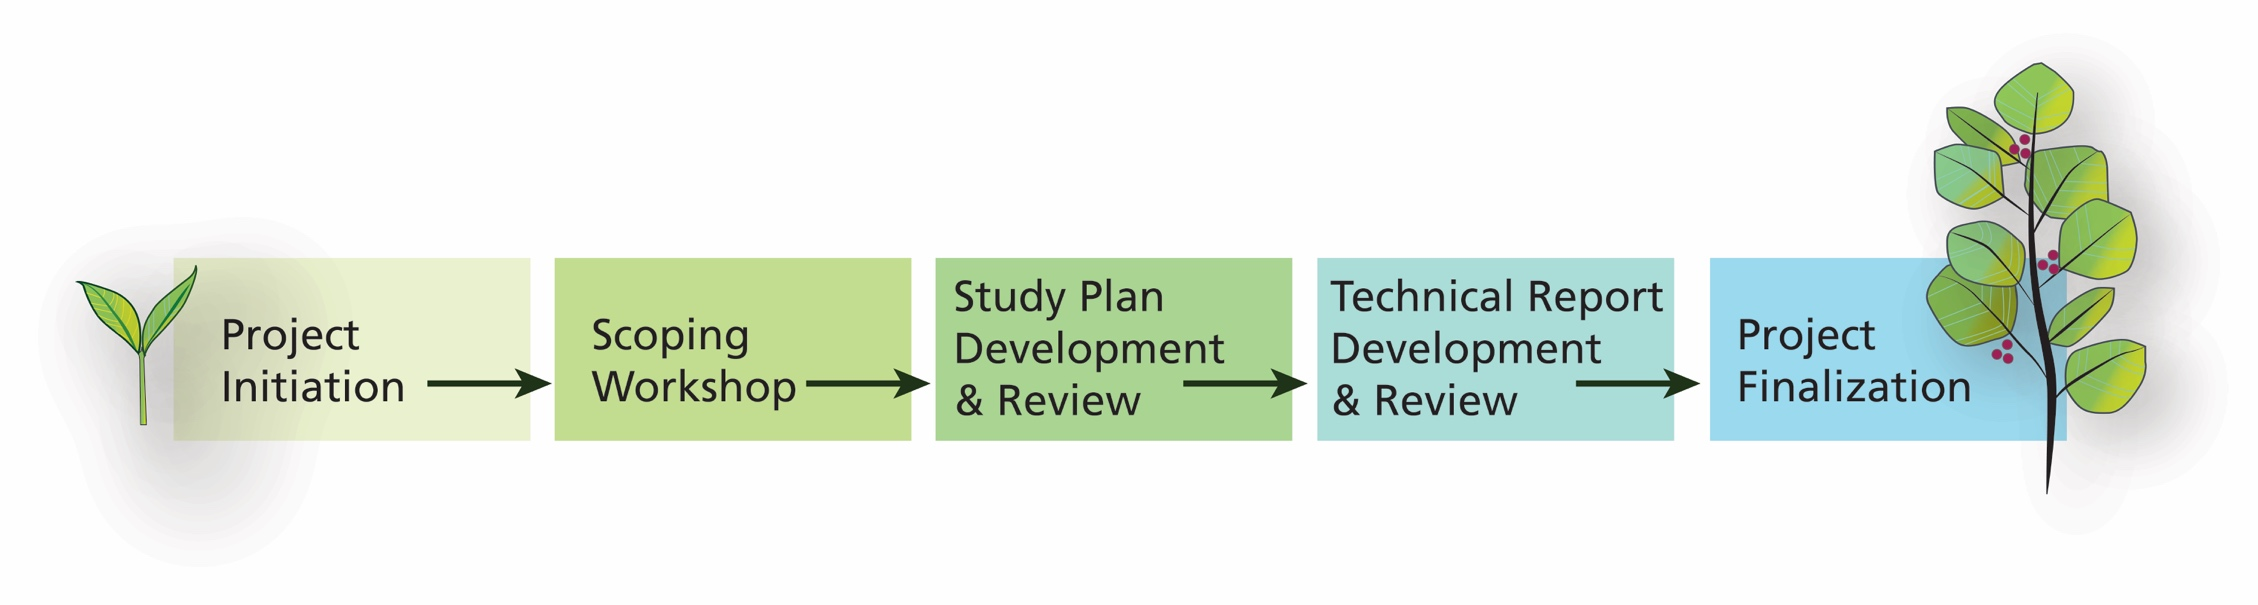 Project
Initiation
Scoping
Workshop
Study Plan
Development
& Review
Technical Report
Development
& Review
Project
Finalization